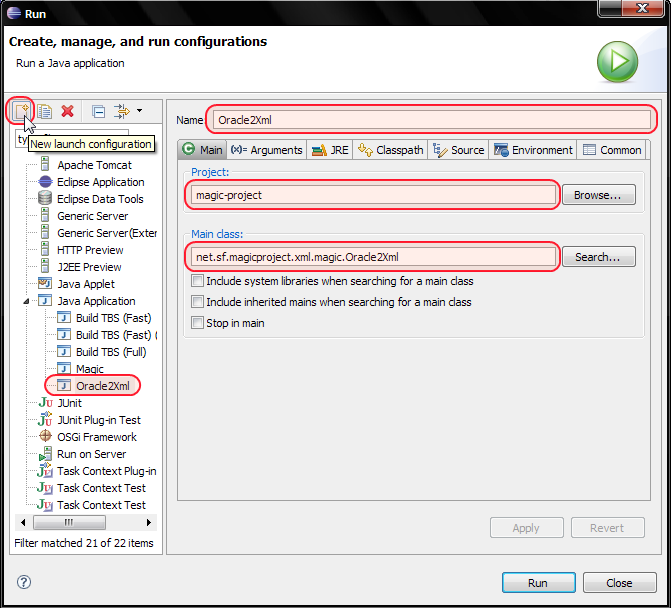 Run
Create, manage, and run configurations
Run a Java application
Name: Oracle2Xml
ty
New launch configuration
Apache Tomcat
Eclipse Application
Eclipse Data Tools
Generic Server
Generic Server(Exter
HTTP Preview
J2EE Preview
Java Applet
Java Application
Build TBS (Fast)
Build TBS (Fast) (
Build TBS (Full)
Magic
Oracle2Xml
JUnit
JUnit Plug-in Test
OSGi Framework
Run on Server
Task Context Plug-in
Task Context Test
Task Context Test
Filter matched 21 of 22 items
Main (x)= Arguments JRE Classpath Source Environment Common
Project:
magic-project Browse...
Main class:
net.sf.magicproject.xml.magic.Oracle2Xml Search...
Include system libraries when searching for a main class
Include inherited mains when searching for a main class
Stop in main
Apply Revert
Run Close